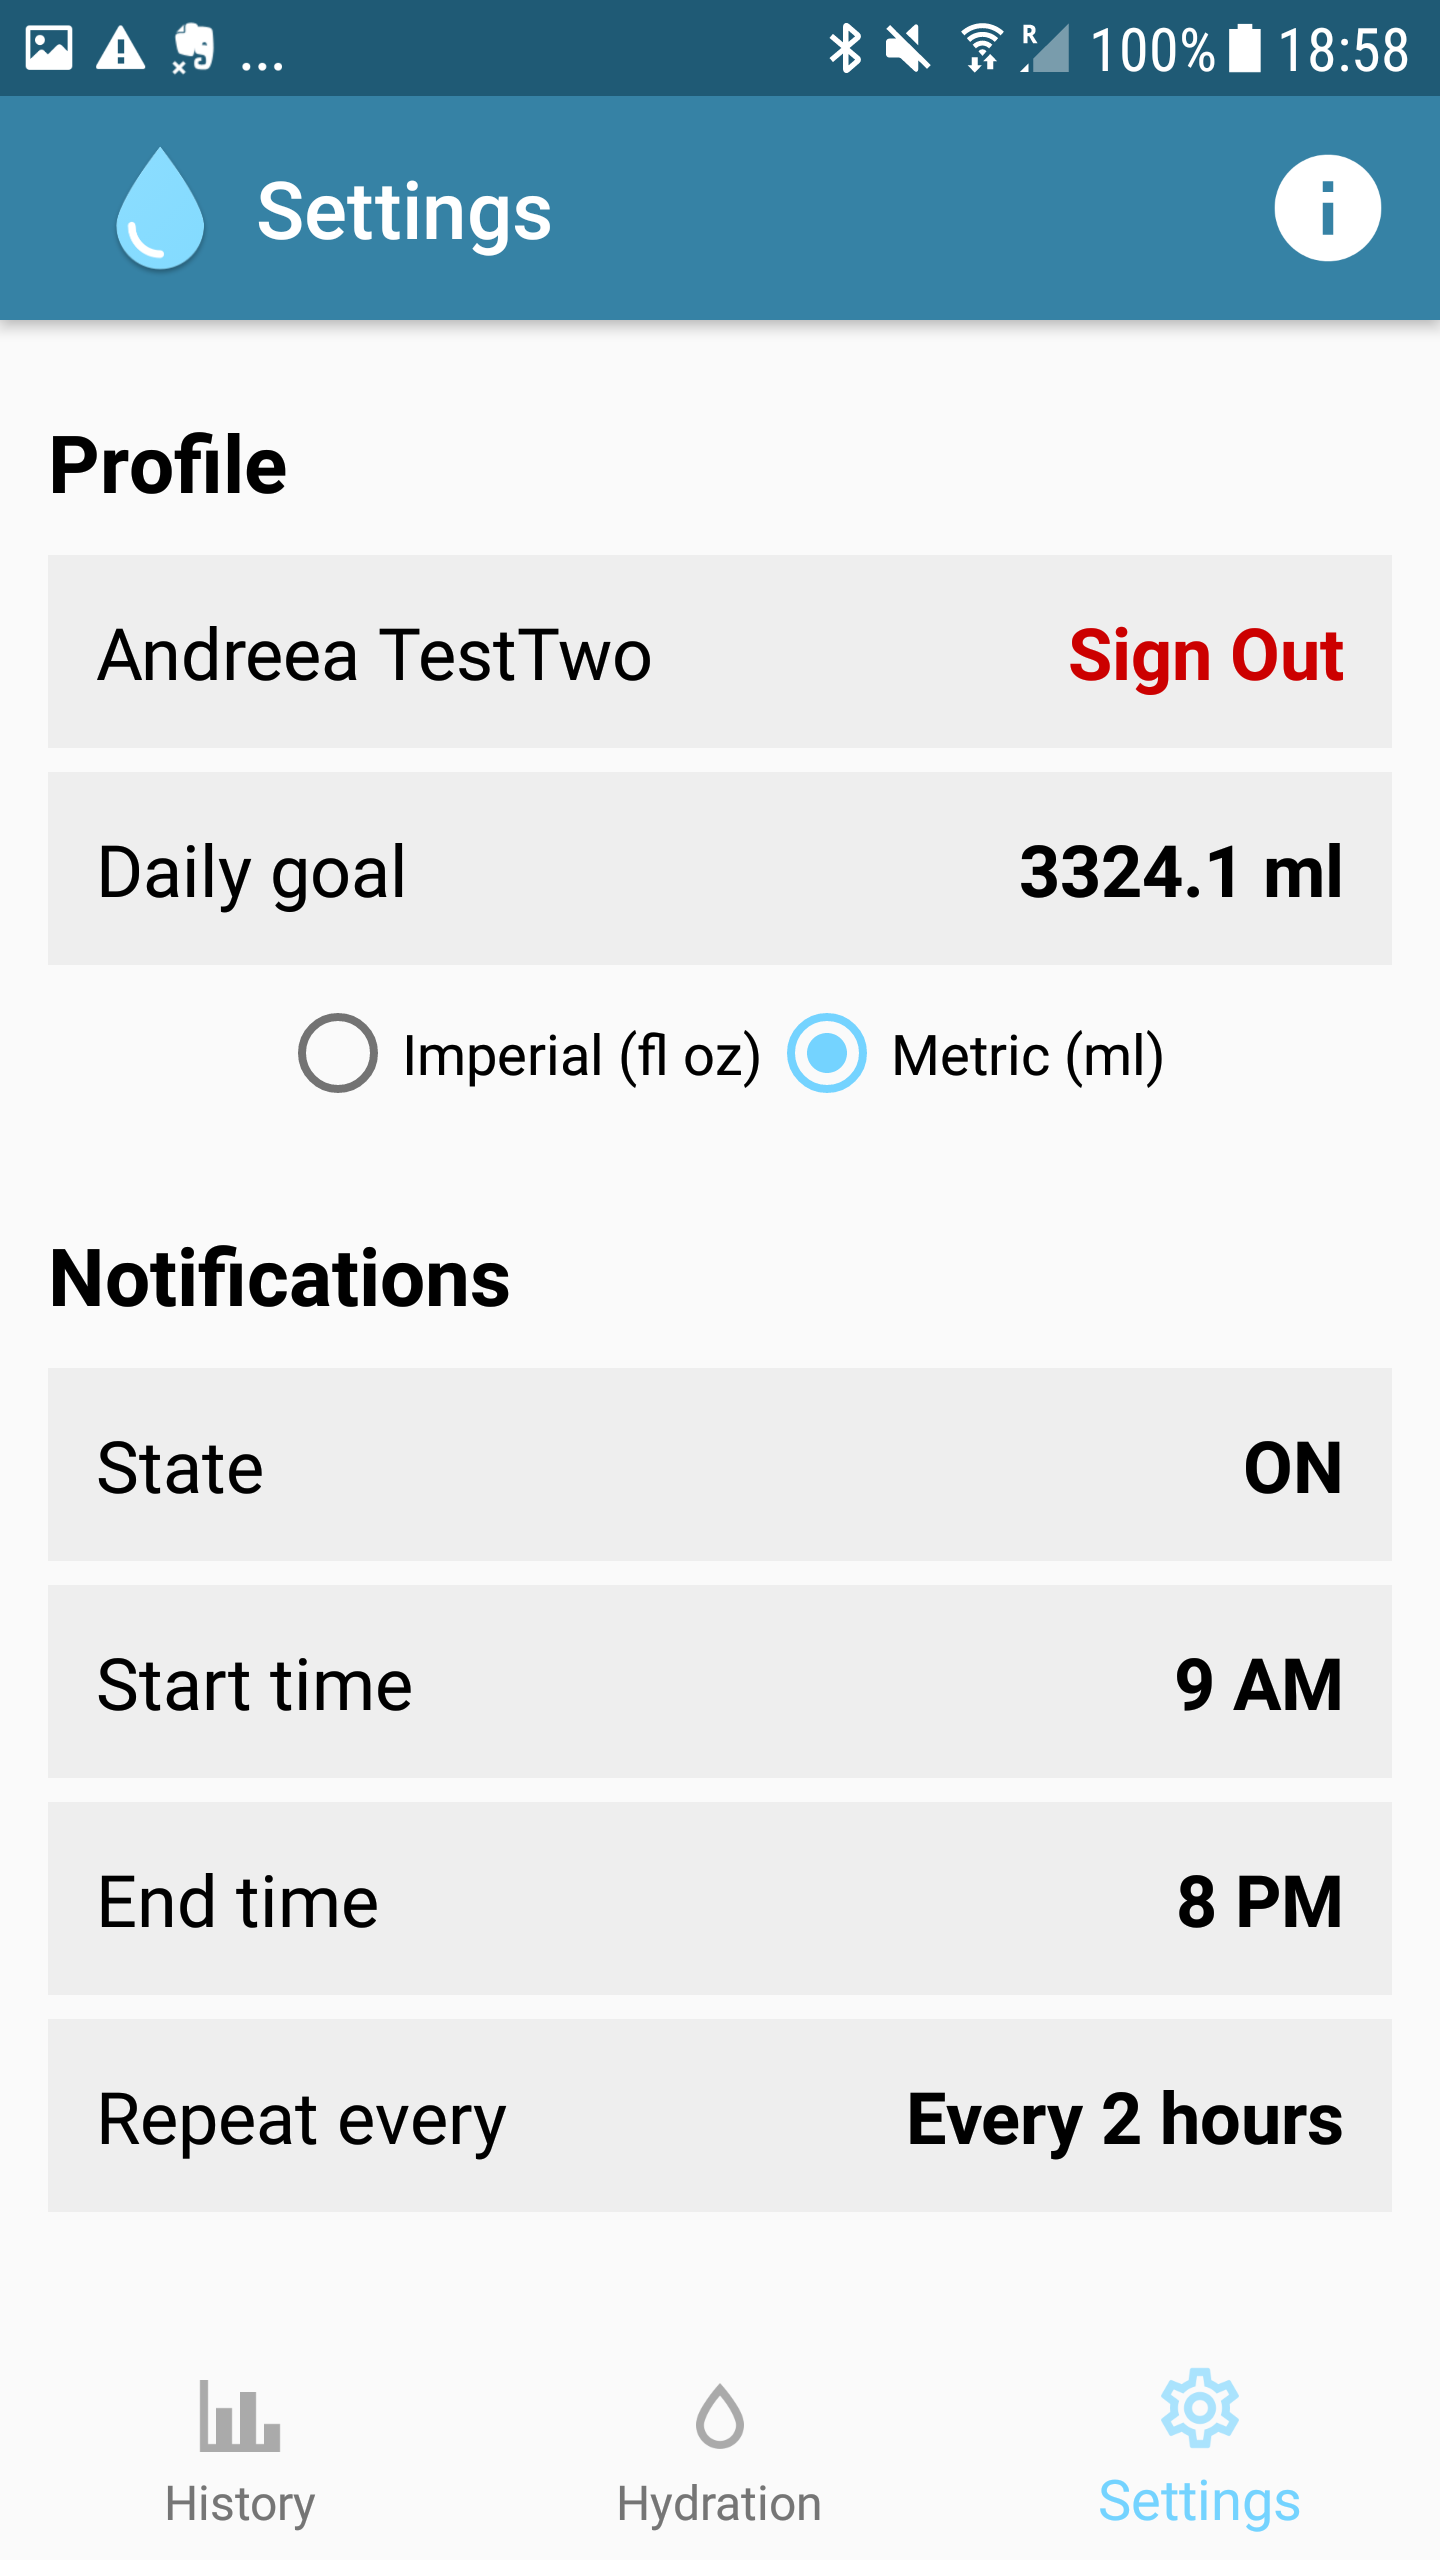 ... R 100% 18:58
Settings
Profile
Andreea TestTwo Sign Out
Daily goal 3324.1 ml
Imperial (fl oz) Metric (ml)
Notifications
State ON
Start time 9 AM
End time 8 PM
Repeat every Every 2 hours
History Hydration Settings